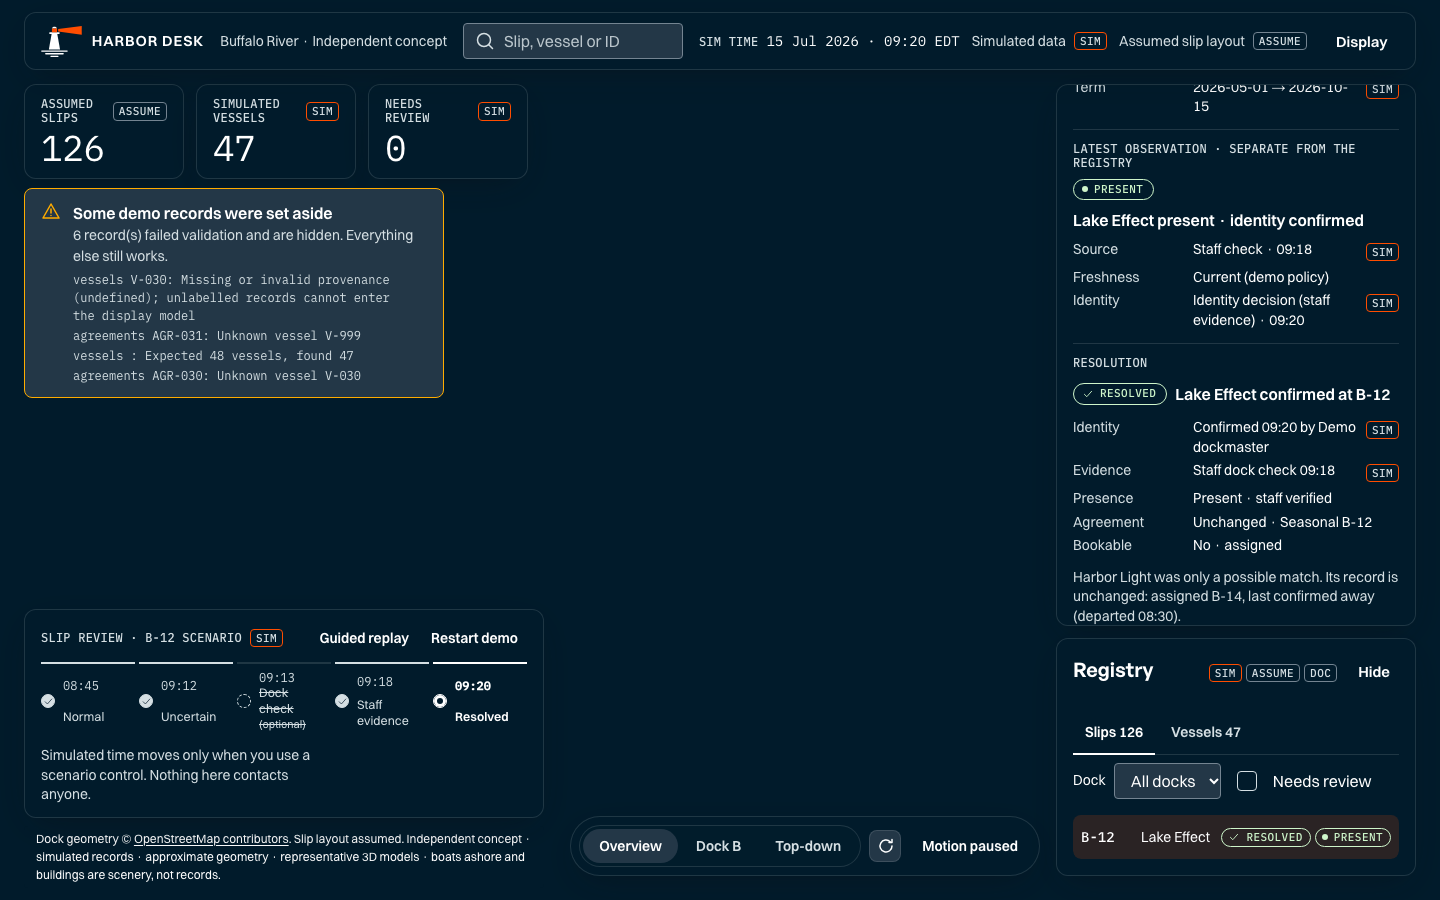 HARBOR DESK Buffalo River · Independent concept Slip, vessel or ID SIM TIME 15 Jul 2026 · 09:20 EDT Simulated data SIM Assumed slip layout ASSUME Display
ASSUMED SLIPS ASSUME
126
SIMULATED VESSELS SIM
47
NEEDS REVIEW SIM
0
Some demo records were set aside
6 record(s) failed validation and are hidden. Everything
else still works.
vessels V-030: Missing or invalid provenance
(undefined); unlabelled records cannot enter
the display model
agreements AGR-031: Unknown vessel V-999
vessels : Expected 48 vessels, found 47
agreements AGR-030: Unknown vessel V-030
SLIP REVIEW · B-12 SCENARIO SIM Guided replay Restart demo
08:45
Normal
09:12
Uncertain
09:13
Dock
check
(optional)
09:18
Staff
evidence
09:20
Resolved
Simulated time moves only when you use a
scenario control. Nothing here contacts
anyone.
Dock geometry © OpenStreetMap contributors. Slip layout assumed. Independent concept ·
simulated records · approximate geometry · representative 3D models · boats ashore and
buildings are scenery, not records.
Overview Dock B Top-down Motion paused
Term 2026-05-01 → 2026-10- SIM
15
LATEST OBSERVATION · SEPARATE FROM THE
REGISTRY
PRESENT
Lake Effect present · identity confirmed
Source Staff check · 09:18 SIM
Freshness Current (demo policy)
Identity Identity decision (staff SIM
evidence) · 09:20
RESOLUTION
RESOLVED Lake Effect confirmed at B-12
Identity Confirmed 09:20 by Demo SIM
dockmaster
Evidence Staff dock check 09:18 SIM
Presence Present · staff verified
Agreement Unchanged · Seasonal B-12
Bookable No · assigned
Harbor Light was only a possible match. Its record is
unchanged: assigned B-14, last confirmed away
(departed 08:30).
Registry SIM ASSUME DOC Hide
Slips 126 Vessels 47
Dock All docks Needs review
B-12 Lake Effect RESOLVED PRESENT